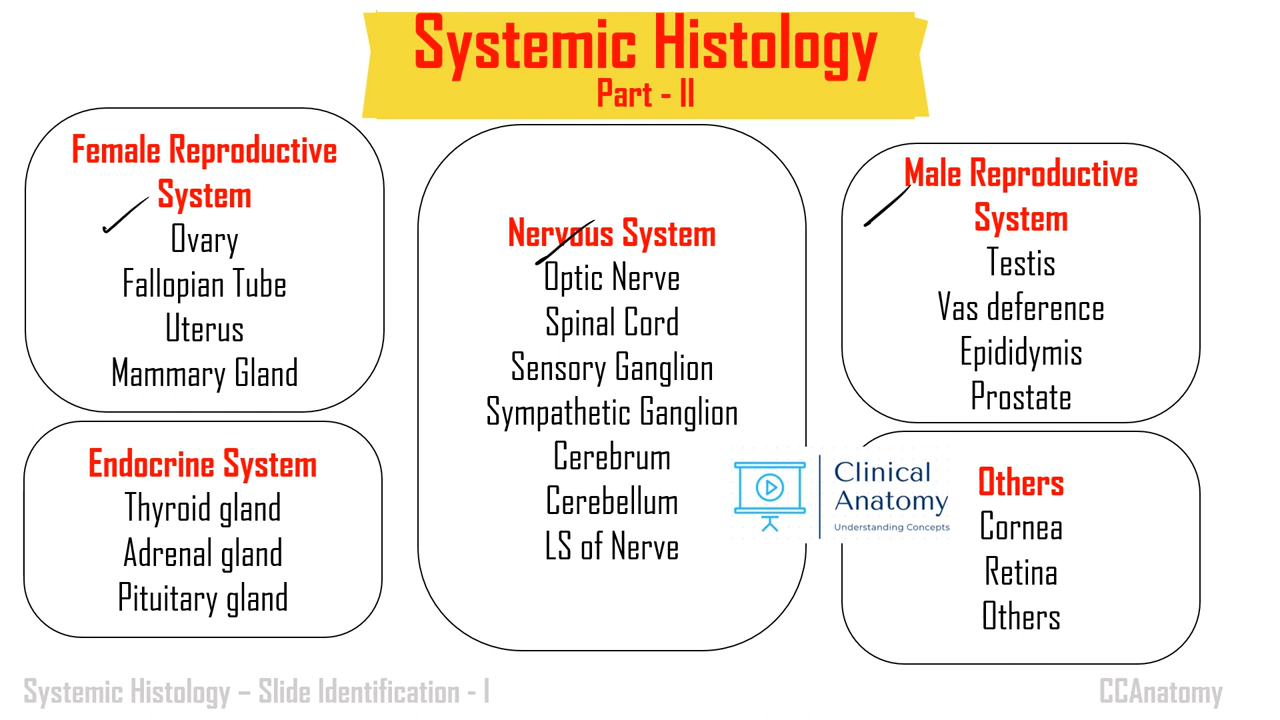 Systemic Histology
Part - II
Female Reproductive
System
Ovary
Fallopian Tube
Uterus
Mammary Gland
Endocrine System
Thyroid gland
Adrenal gland
Pituitary gland
Nervous System
Optic Nerve
Spinal Cord
Sensory Ganglion
Sympathetic Ganglion
Cerebrum
Cerebellum
LS of Nerve
Male Reproductive
System
Testis
Vas deference
Epididymis
Prostate
Clinical
Anatomy
Understanding Concepts
Others
Cornea
Retina
Others
Systemic Histology – Slide Identification - I
CCAnatomy